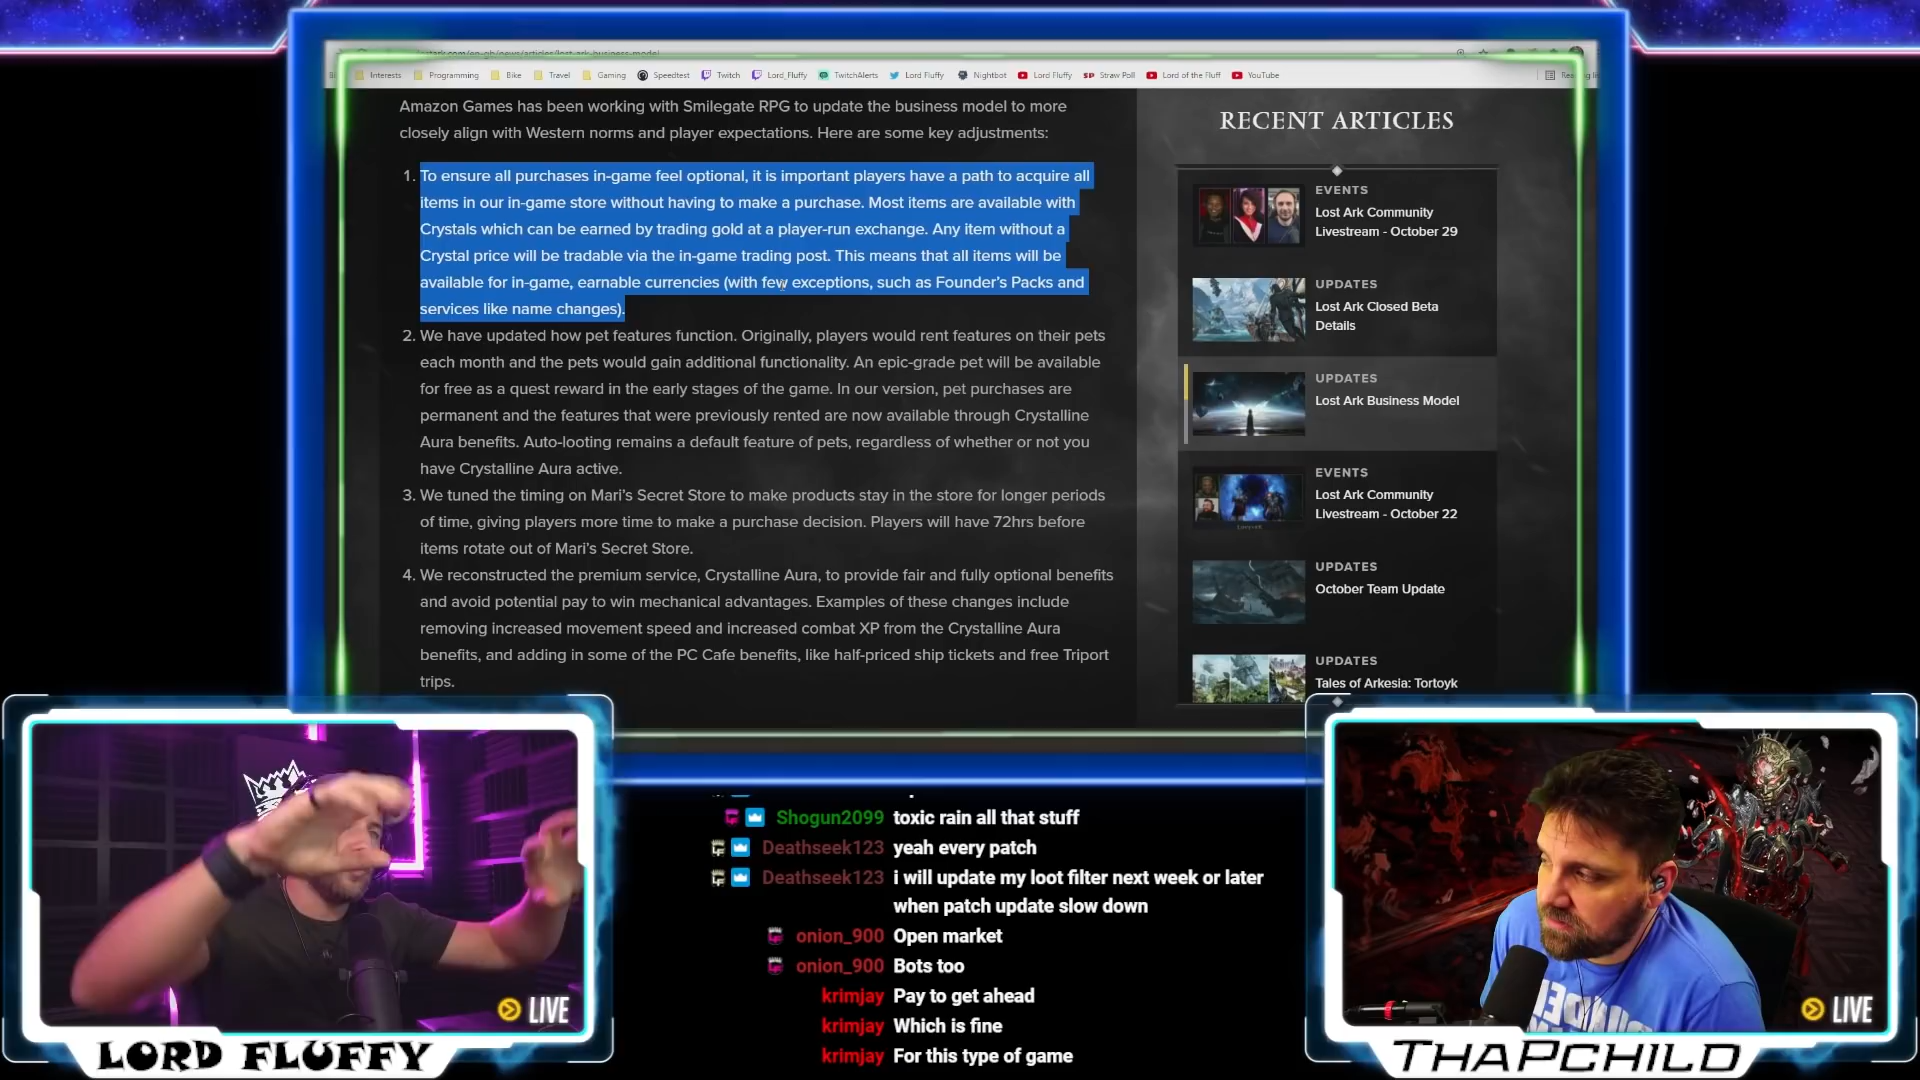 Interests Programming Bike Travel Gaming Speedtest Twitch Lord_Fluffy TwitchAlerts Lord Fluffy Nightbot Lord Fluffy Straw Poll Lord of the Fluff YouTube
Amazon Games has been working with Smilegate RPG to update the business model to more
closely align with Western norms and player expectations. Here are some key adjustments:
1. To ensure all purchases in-game feel optional, it is important players have a path to acquire all
items in our in-game store without having to make a purchase. Most items are available with
Crystals which can be earned by trading gold at a player-run exchange. Any item without a
Crystal price will be tradable via the in-game trading post. This means that all items will be
available for in-game, earnable currencies (with few exceptions, such as Founder's Packs and
services like name changes).
2. We have updated how pet features function. Originally, players would rent features on their pets
each month and the pets would gain additional functionality. An epic-grade pet will be available
for free as a quest reward in the early stages of the game. In our version, pet purchases are
permanent and the features that were previously rented are now available through Crystalline
Aura benefits. Auto-looting remains a default feature of pets, regardless of whether or not you
have Crystalline Aura active.
3. We tuned the timing on Mari's Secret Store to make products stay in the store for longer periods
of time, giving players more time to make a purchase decision. Players will have 72hrs before
items rotate out of Mari's Secret Store.
4. We reconstructed the premium service, Crystalline Aura, to provide fair and fully optional benefits
and avoid potential pay to win mechanical advantages. Examples of these changes include
removing increased movement speed and increased combat XP from the Crystalline Aura
benefits, and adding in some of the PC Cafe benefits, like half-priced ship tickets and free Triport
trips.
RECENT ARTICLES
EVENTS
Lost Ark Community
Livestream - October 29
UPDATES
Lost Ark Closed Beta
Details
UPDATES
Lost Ark Business Model
EVENTS
Lost Ark Community
Livestream - October 22
UPDATES
October Team Update
UPDATES
Tales of Arkesia: Tortoyk
Shogun2099 toxic rain all that stuff
Deathseek123 yeah every patch
Deathseek123 i will update my loot filter next week or later
when patch update slow down
onion_900 Open market
onion_900 Bots too
krimjay Pay to get ahead
krimjay Which is fine
krimjay For this type of game
LIVE
LORD FLUFFY
LIVE
THAPCHILD